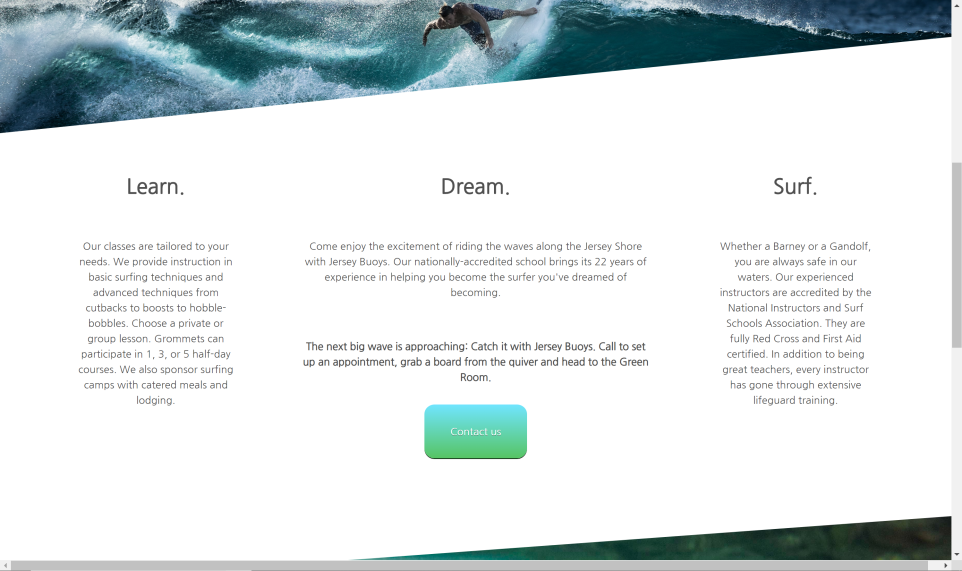 Learn.
Our classes are tailored to your
needs. We provide instruction in
basic surfing techniques and
advanced techniques from
cutbacks to boosts to hobble-
bobbles. Choose a private or
group lesson. Grommets can
participate in 1, 3, or 5 half-day
courses. We also sponsor surfing
camps with catered meals and
lodging.
Dream.
Come enjoy the excitement of riding the waves along the Jersey Shore
with Jersey Buoys. Our nationally-accredited school brings its 22 years of
experience in helping you become the surfer you've dreamed of
becoming.
The next big wave is approaching: Catch it with Jersey Buoys. Call to set
up an appointment, grab a board from the quiver and head to the Green
Room.
Contact us
Surf.
Whether a Barney or a Gandolf,
you are always safe in our
waters. Our experienced
instructors are accredited by the
National Instructors and Surf
Schools Association. They are
fully Red Cross and First Aid
certified. In addition to being
great teachers, every instructor
has gone through extensive
lifeguard training.